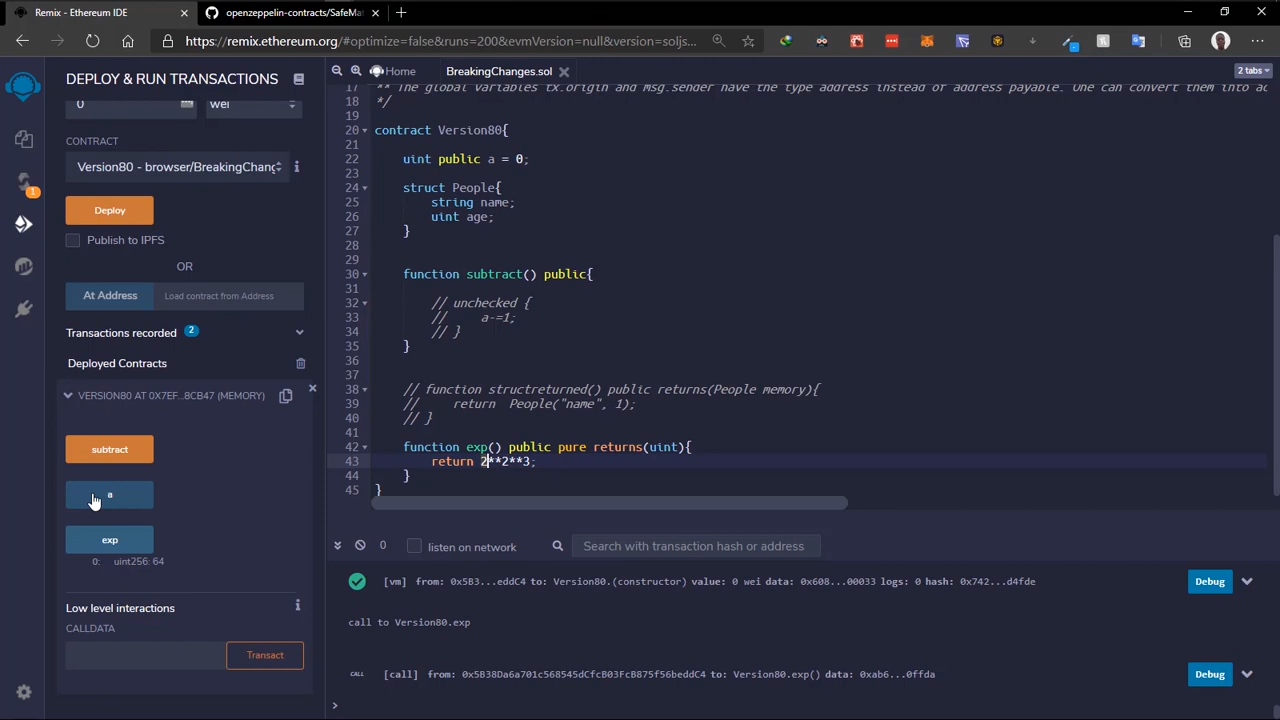 Remix - Ethereum IDE
openzeppelin-contracts/SafeMat
https://remix.ethereum.org/#optimize=false&runs=200&evmVersion=null&version=soljs...
DEPLOY & RUN TRANSACTIONS
0
wei
CONTRACT
Version80 - browser/BreakingChang
Deploy
Publish to IPFS
OR
At Address
Load contract from Address
Transactions recorded 2
Deployed Contracts
VERSION80 AT 0X7EF...8CB47 (MEMORY)
subtract
a
exp
0: uint256: 64
Low level interactions
CALLDATA
Transact
1
Home
BreakingChanges.sol
2 tabs
17 ** The global variables tx.origin and msg.sender have the type address instead of address payable. One can convert them into ad
18 */
19
20 contract Version80{
21
22 uint public a = 0;
23
24 struct People{
25 string name;
26 uint age;
27 }
28
29
30 function subtract() public{
31
32 // unchecked {
33 // a-=1;
34 // }
35 }
36
37
38 // function structreturned() public returns(People memory){
39 // return People("name", 1);
40 // }
41
42 function exp() public pure returns(uint){
43 return 2**2**3;
44 }
45 }
0
listen on network
Search with transaction hash or address
[vm] from: 0x5B3...eddC4 to: Version80.(constructor) value: 0 wei data: 0x608...00033 logs: 0 hash: 0x742...d4fde
Debug
call to Version80.exp
CALL [call] from: 0x5B38Da6a701c568545dCfcB03FcB875f56beddC4 to: Version80.exp() data: 0xab6...0ffda
Debug
>